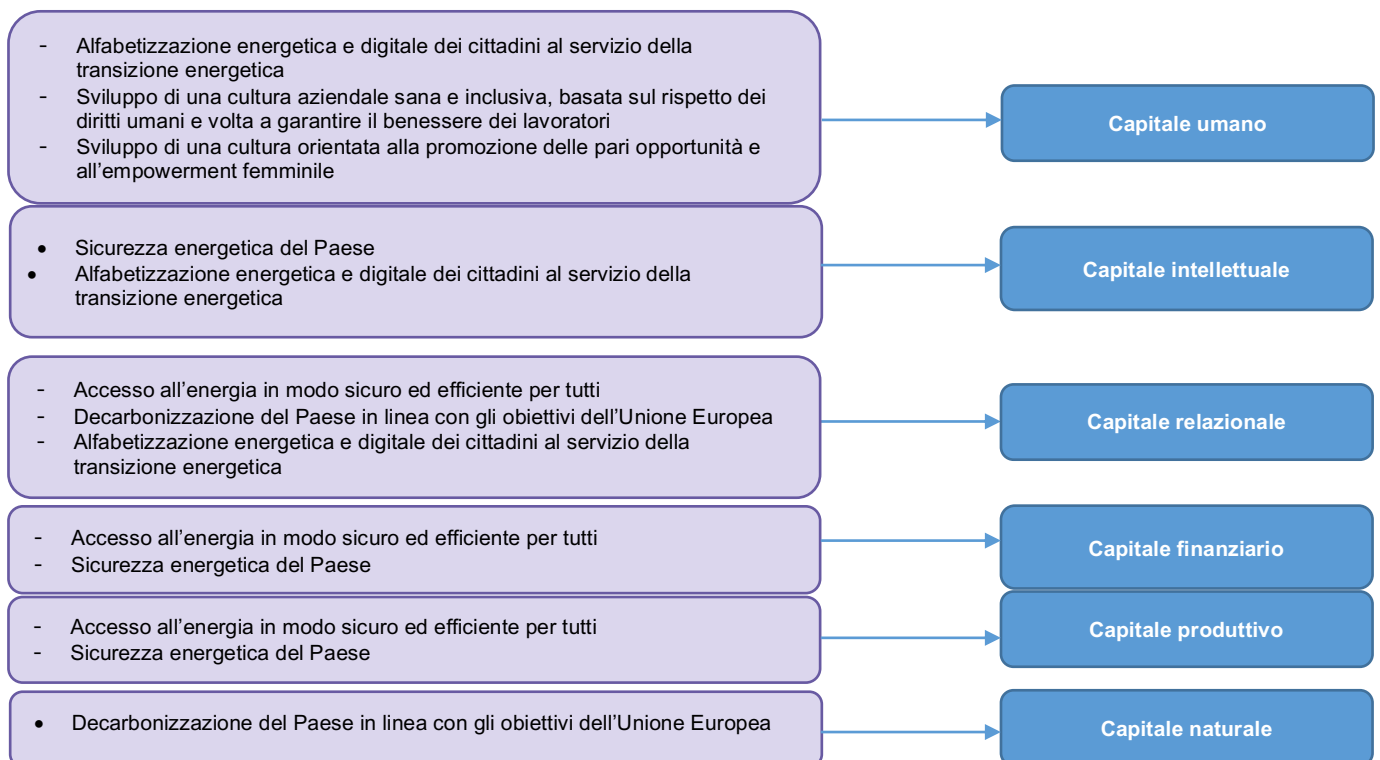 - Alfabetizzazione energetica e digitale dei cittadini al servizio della
transizione energetica
- Sviluppo di una cultura aziendale sana e inclusiva, basata sul rispetto dei
diritti umani e volta a garantire il benessere dei lavoratori
- Sviluppo di una cultura orientata alla promozione delle pari opportunità e
all’empowerment femminile
Capitale umano
• Sicurezza energetica del Paese
• Alfabetizzazione energetica e digitale dei cittadini al servizio della
transizione energetica
Capitale intellettuale
- Accesso all’energia in modo sicuro ed efficiente per tutti
- Decarbonizzazione del Paese in linea con gli obiettivi dell’Unione Europea
- Alfabetizzazione energetica e digitale dei cittadini al servizio della
transizione energetica
Capitale relazionale
- Accesso all’energia in modo sicuro ed efficiente per tutti
- Sicurezza energetica del Paese
Capitale finanziario
- Accesso all’energia in modo sicuro ed efficiente per tutti
- Sicurezza energetica del Paese
Capitale produttivo
• Decarbonizzazione del Paese in linea con gli obiettivi dell’Unione Europea
Capitale naturale